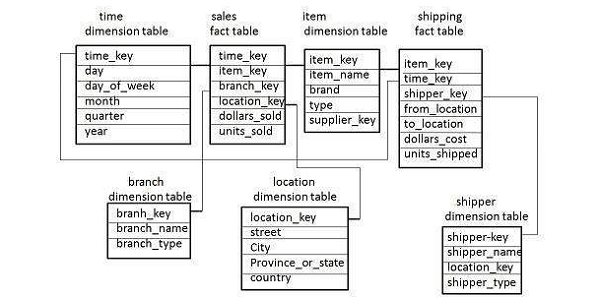 time
dimension table
time_key
day
day_of_week
month
quarter
year
sales
fact table
time_key
item_key
branch_key
location_key
dollars_sold
units_sold
item
dimension table
item_key
item_name
brand
type
supplier_key
shipping
fact table
item_key
time_key
shipper_key
from_location
to_location
dollars_cost
units_shipped
branch
dimension table
branh_key
branch_name
branch_type
location
dimension table
location_key
street
City
Province_or_state
country
shipper
dimension table
shipper-key
shipper_name
location_key
shipper_type